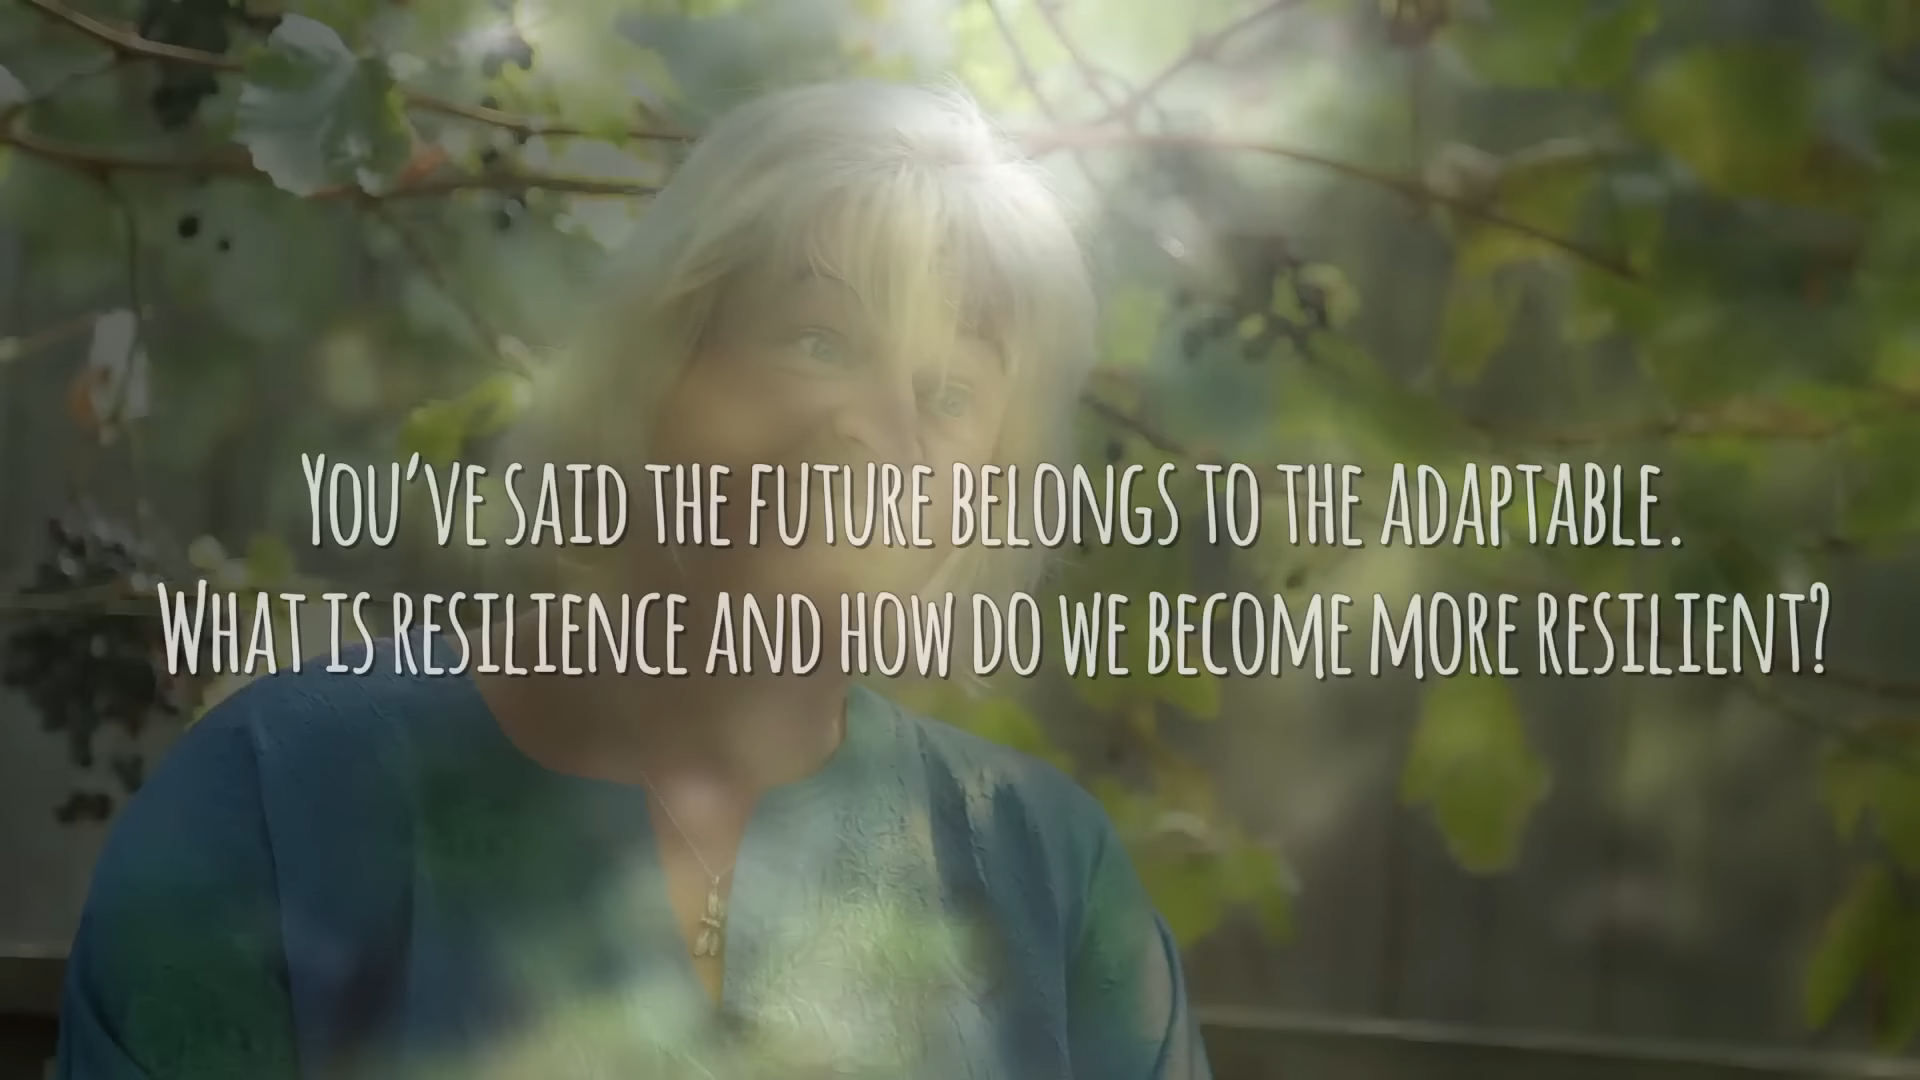 You've said the future belongs to the adaptable.
What is resilience and how do we become more resilient?